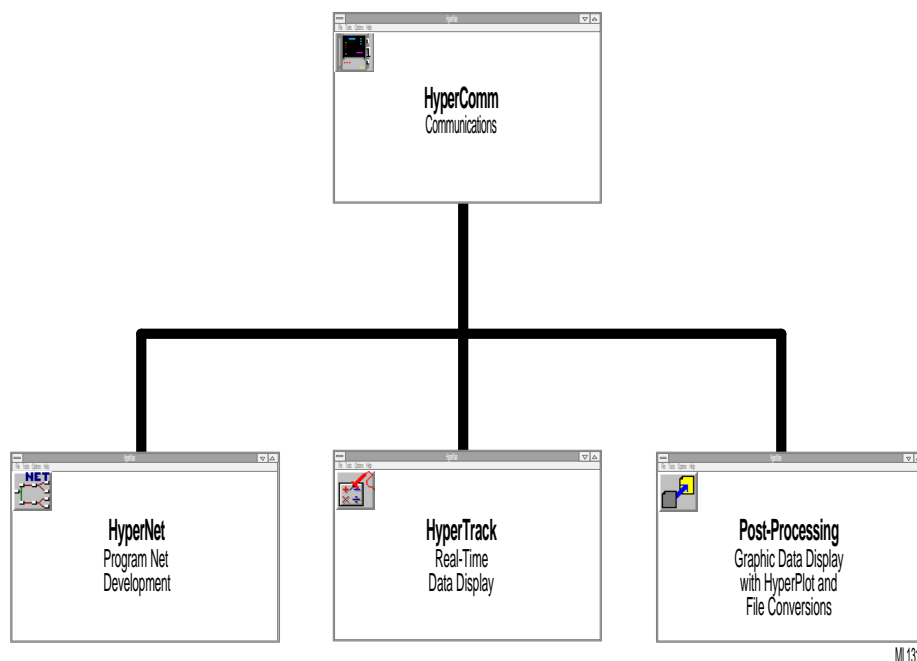 HyperComm
Communications
NET
HyperNet
Program Net
Development
HyperTrack
Real-Time
Data Display
Post-Processing
Graphic Data Display
with HyperPlot and
File Conversions